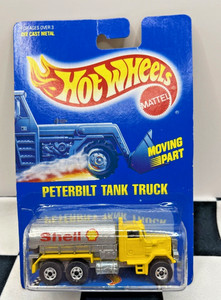 AGES OVER 3
DIE CAST METAL
HOT WHEELS
MATTEL
MOVING
PART
PETERBILT TANK TRUCK
Shell